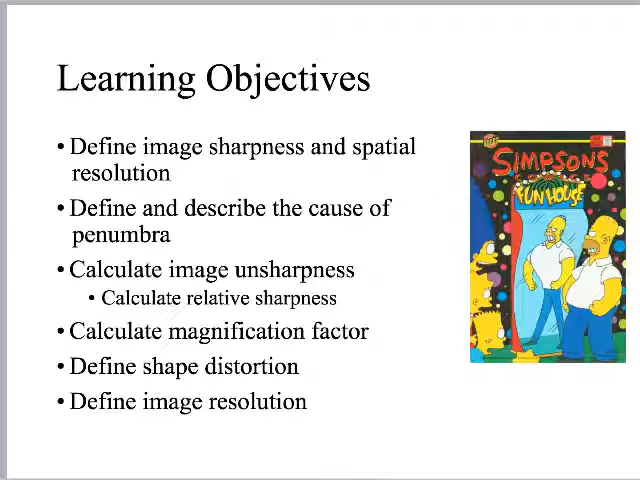 Learning Objectives
• Define image sharpness and spatial
resolution
• Define and describe the cause of
penumbra
• Calculate image unsharpness
• Calculate relative sharpness
• Calculate magnification factor
• Define shape distortion
• Define image resolution
SIMPSONS
COMICS
FUN HOUSE